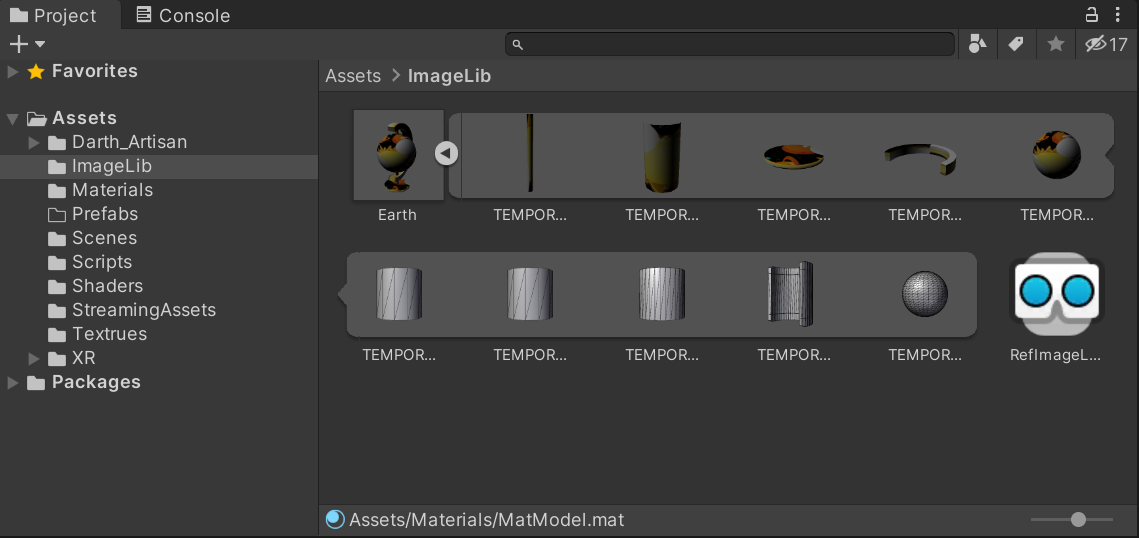 Project Console
17
Favorites
Assets
Darth_Artisan
ImageLib
Materials
Prefabs
Scenes
Scripts
Shaders
StreamingAssets
Textrues
XR
Packages
Assets > ImageLib
Earth TEMPOR... TEMPOR... TEMPOR... TEMPOR... TEMPOR...
TEMPOR... TEMPOR... TEMPOR... TEMPOR... TEMPOR... RefImageL...
Assets/Materials/MatModel.mat